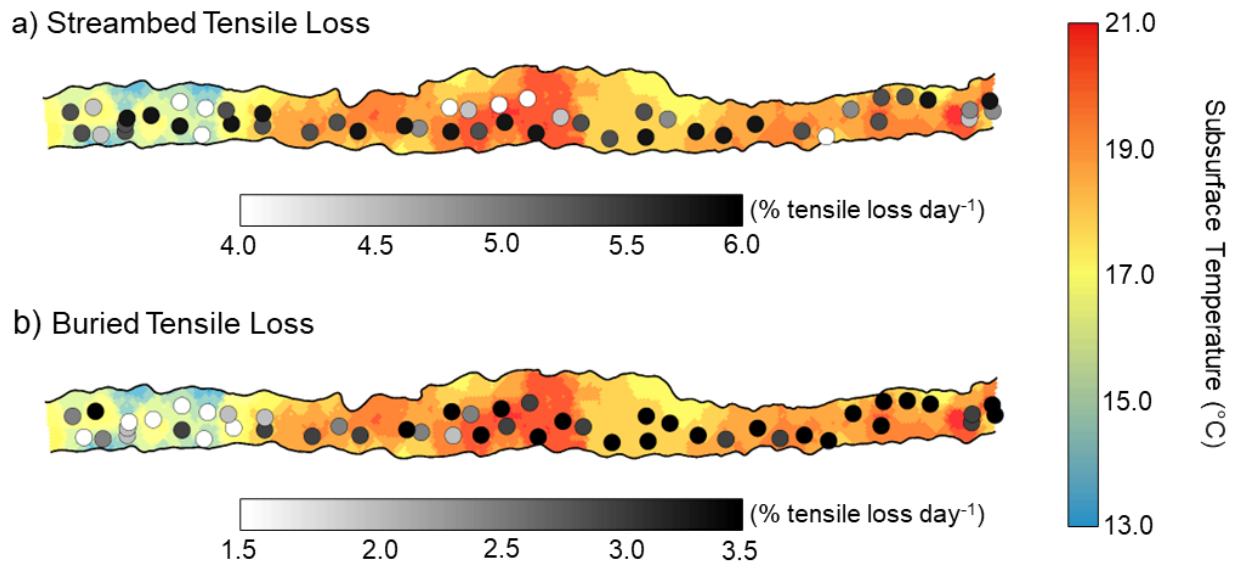 a) Streambed Tensile Loss
(% tensile loss day-1)
4.0 4.5 5.0 5.5 6.0
b) Buried Tensile Loss
(% tensile loss day-1)
1.5 2.0 2.5 3.0 3.5
21.0
19.0
17.0
15.0
13.0
Subsurface Temperature (°C)